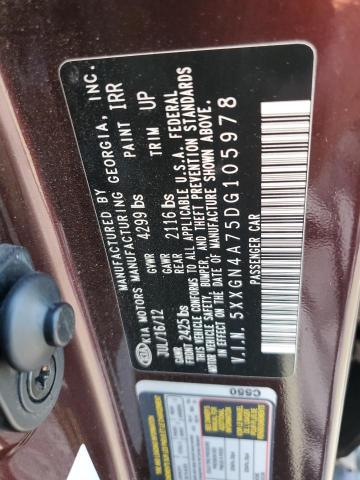 MANUFACTURED BY
KIA KIA MOTORS MANUFACTURING GEORGIA, INC.
JUL/16/12 GVWR 4299 lbs PAINT IRR
GAWR FRONT 2425 lbs GAWR REAR 2116 lbs TRIM UP
THIS VEHICLE CONFORMS TO ALL APPLICABLE U.S.A. FEDERAL
MOTOR VEHICLE SAFETY, BUMPER, AND THEFT PREVENTION STANDARDS
IN EFFECT ON THE DATE OF MANUFACTURE SHOWN ABOVE.
V.I.N. 5XXGN4A75DG105978
PASSENGER CAR
C550